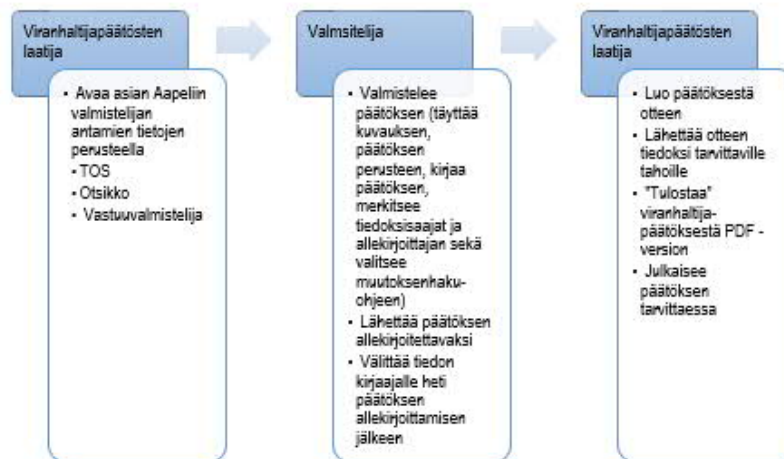 Viranhaltijapäätösten
laatija
▪ Avaa asian Aapeliin
valmistelijan
antamien tietojen
perusteella
▪ TOS
▪ Otsikko
▪ Vastuuvalmistelija
Valmsitelija
▪ Valmistelee
päätöksen (täyttää
kuvauksen,
päätöksen
perusteen, kirjaa
päätöksen,
merkitsee
tiedoksisaajat ja
allekirjoittajan sekä
valitsee
muutoksenhaku-
ohjeen)
▪ Lähettää päätöksen
allekirjoitettavaksi
▪ Välittää tiedon
kirjaajalle heti
päätöksen
allekirjoittamisen
jälkeen
Viranhaltijapäätösten
laatija
▪ Luo päätöksestä
otteen
▪ Lähettää otteen
tiedoksi tarvittaville
tahoille
▪ "Tulostaa"
viranhaltija-
päätöksestä PDF -
version
▪ Julkaisee
päätöksen
tarvittaessa